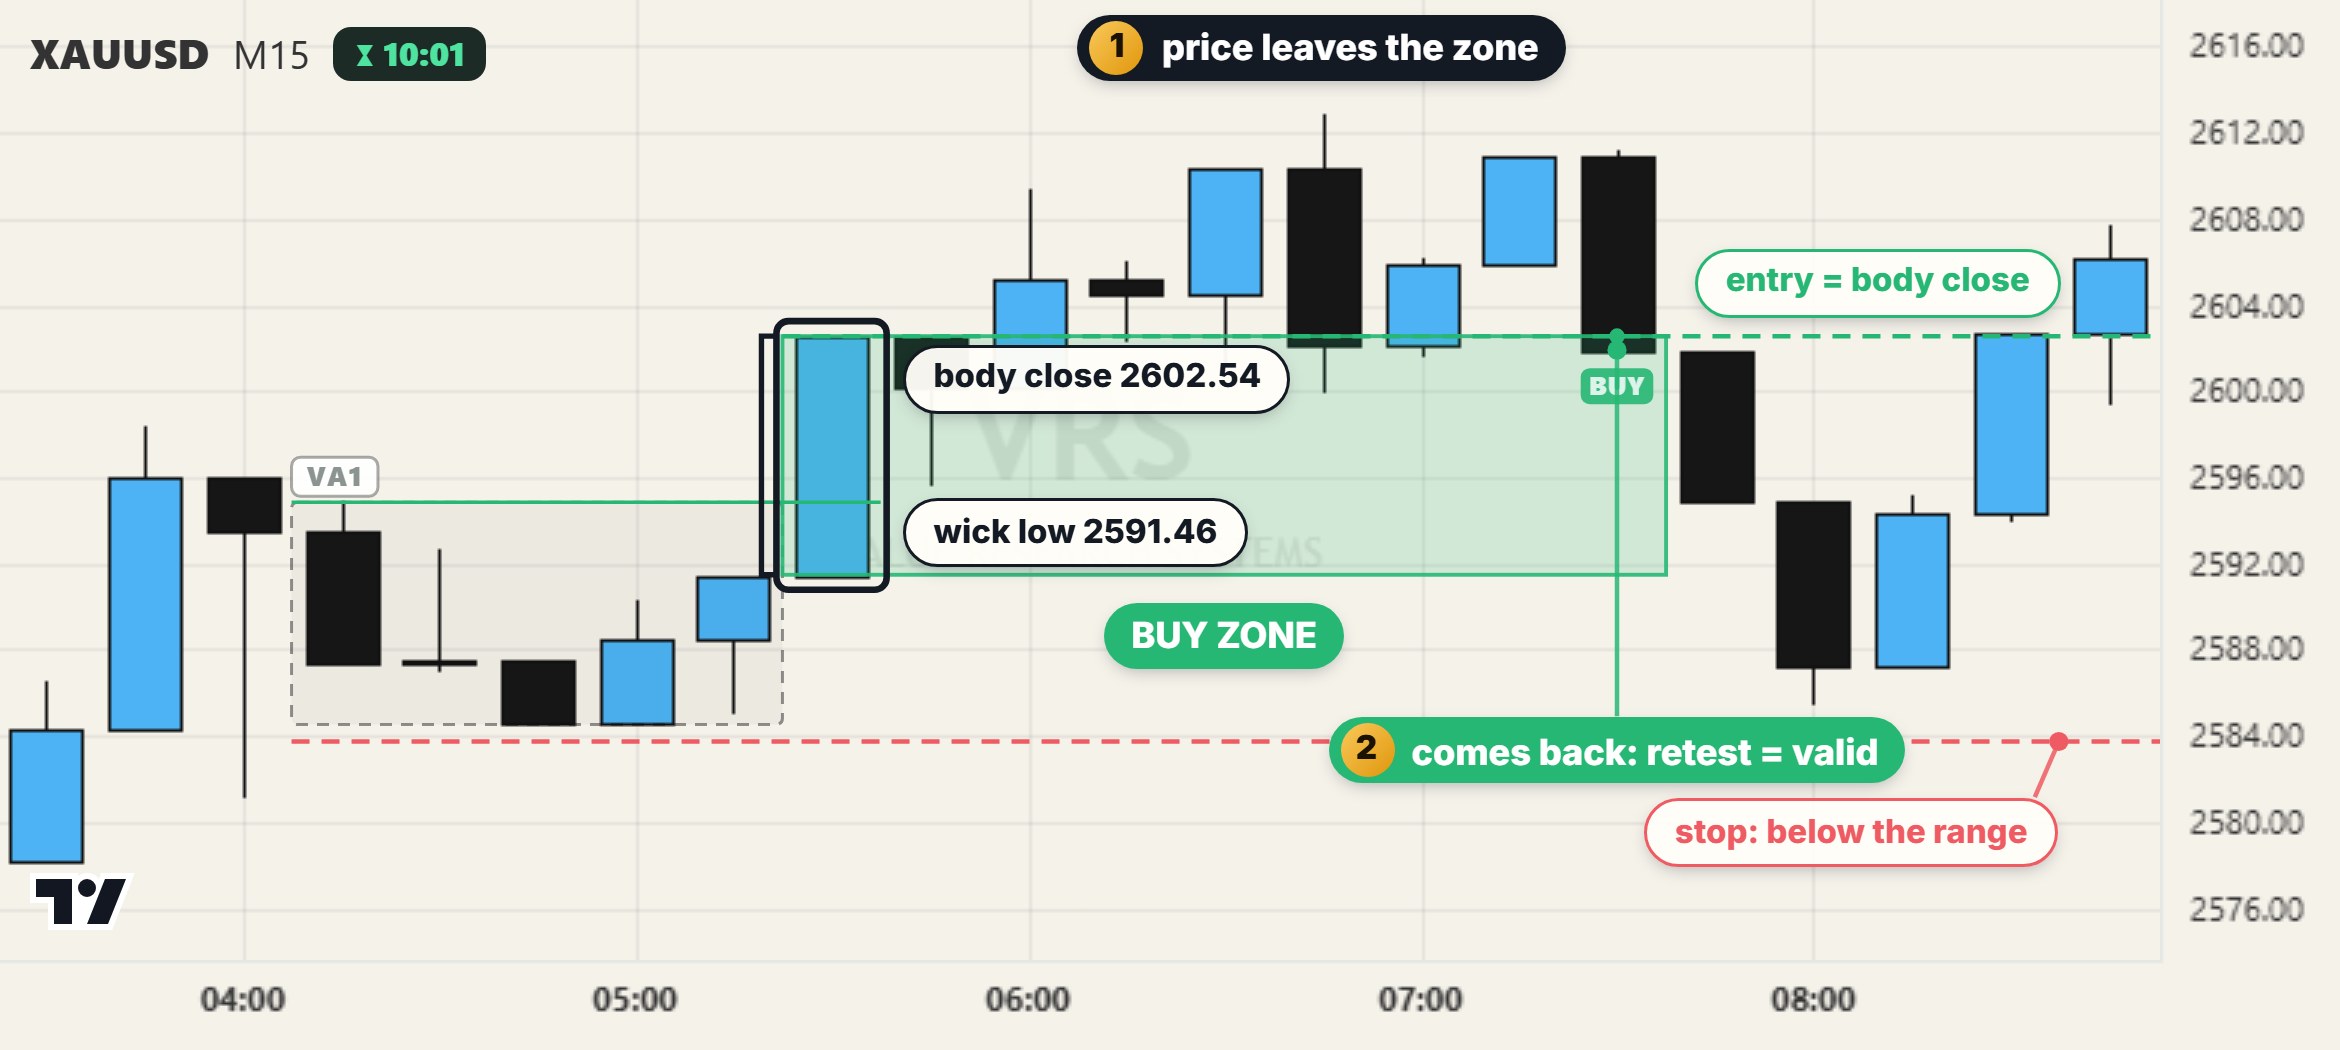 XAUUSD M15 10:01
1 price leaves the zone
2616.00
2612.00
2608.00
entry = body close
2604.00
body close 2602.54
BUY
2600.00
VRS
VA1
2596.00
wick low 2591.46
2592.00
BUY ZONE
2588.00
2 comes back: retest = valid
2584.00
stop: below the range
2580.00
2576.00
04:00 05:00 06:00 07:00 08:00